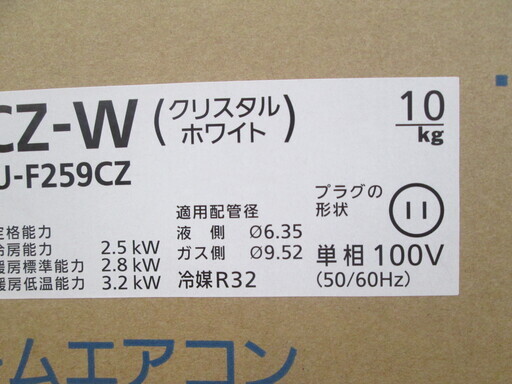 CZ-W (クリスタルホワイト) 10 kg
U-F259CZ
プラグの形状
定格能力
冷房能力 2.5 kW
暖房標準能力 2.8 kW
暖房低温能力 3.2 kW
適用配管径
液 側 Ø6.35
ガス側 Ø9.52
冷媒R32
単相 100V
(50/60Hz)
ムエアコン